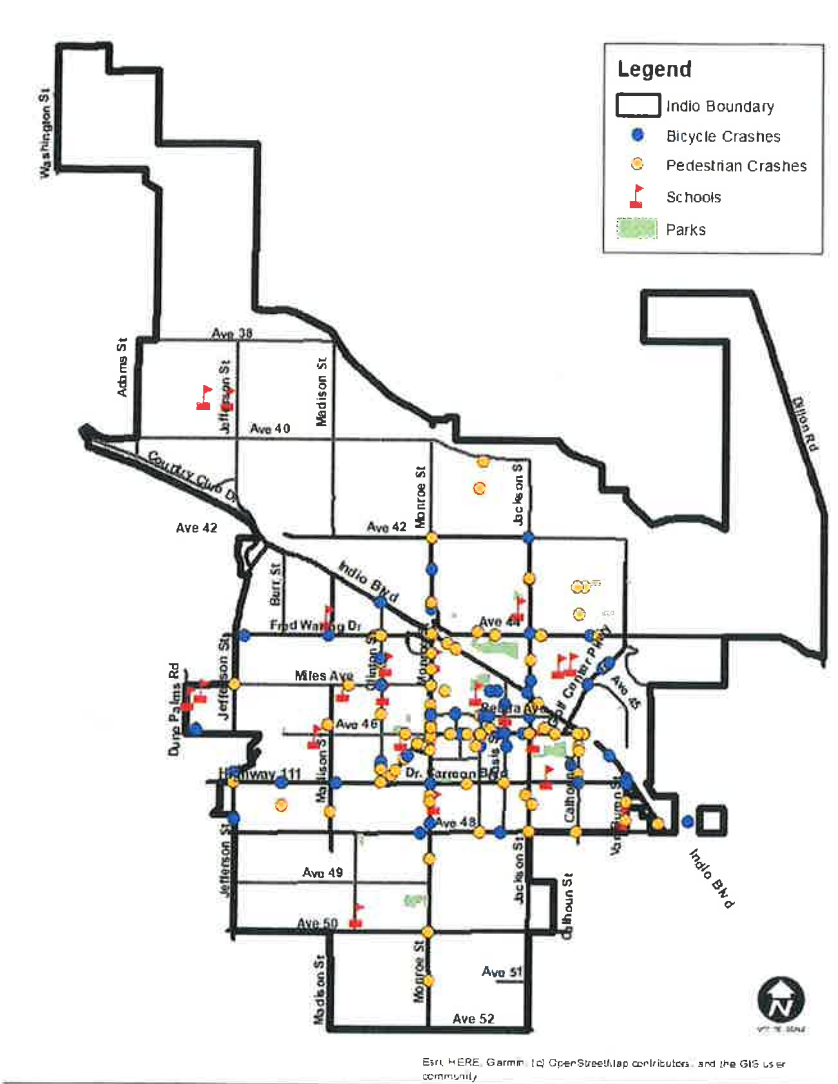 Legend
Indio Boundary
Bicycle Crashes
Pedestrian Crashes
Schools
Parks
Washington St
Adams St
Ave 38
Jefferson St
Madison St
Ave 40
Country Club D
Ave 42
Ave 42
Monroe St
Jackson S
Dillon Rd
Indio Blvd
Burr St
Fred Waring Dr
Ave 44
Clinton St
Golf Center Pkwy
Ave 45
Jefferson St
Duno Palms Rd
Miles Ave
Ave 46
Madison St
Highway 111
Dr. Carreon Blvd
Calhoun
Van Buren St
Ave 48
Indio Blvd
Jefferson St
Ave 49
Jackson St
Calhoun St
Ave 50
Madison St
Monroe St
Ave 51
Ave 52
N
NOT TO SCALE
Esri, HERE, Garmin, (c) OpenStreetMap contributors, and the GIS user
community